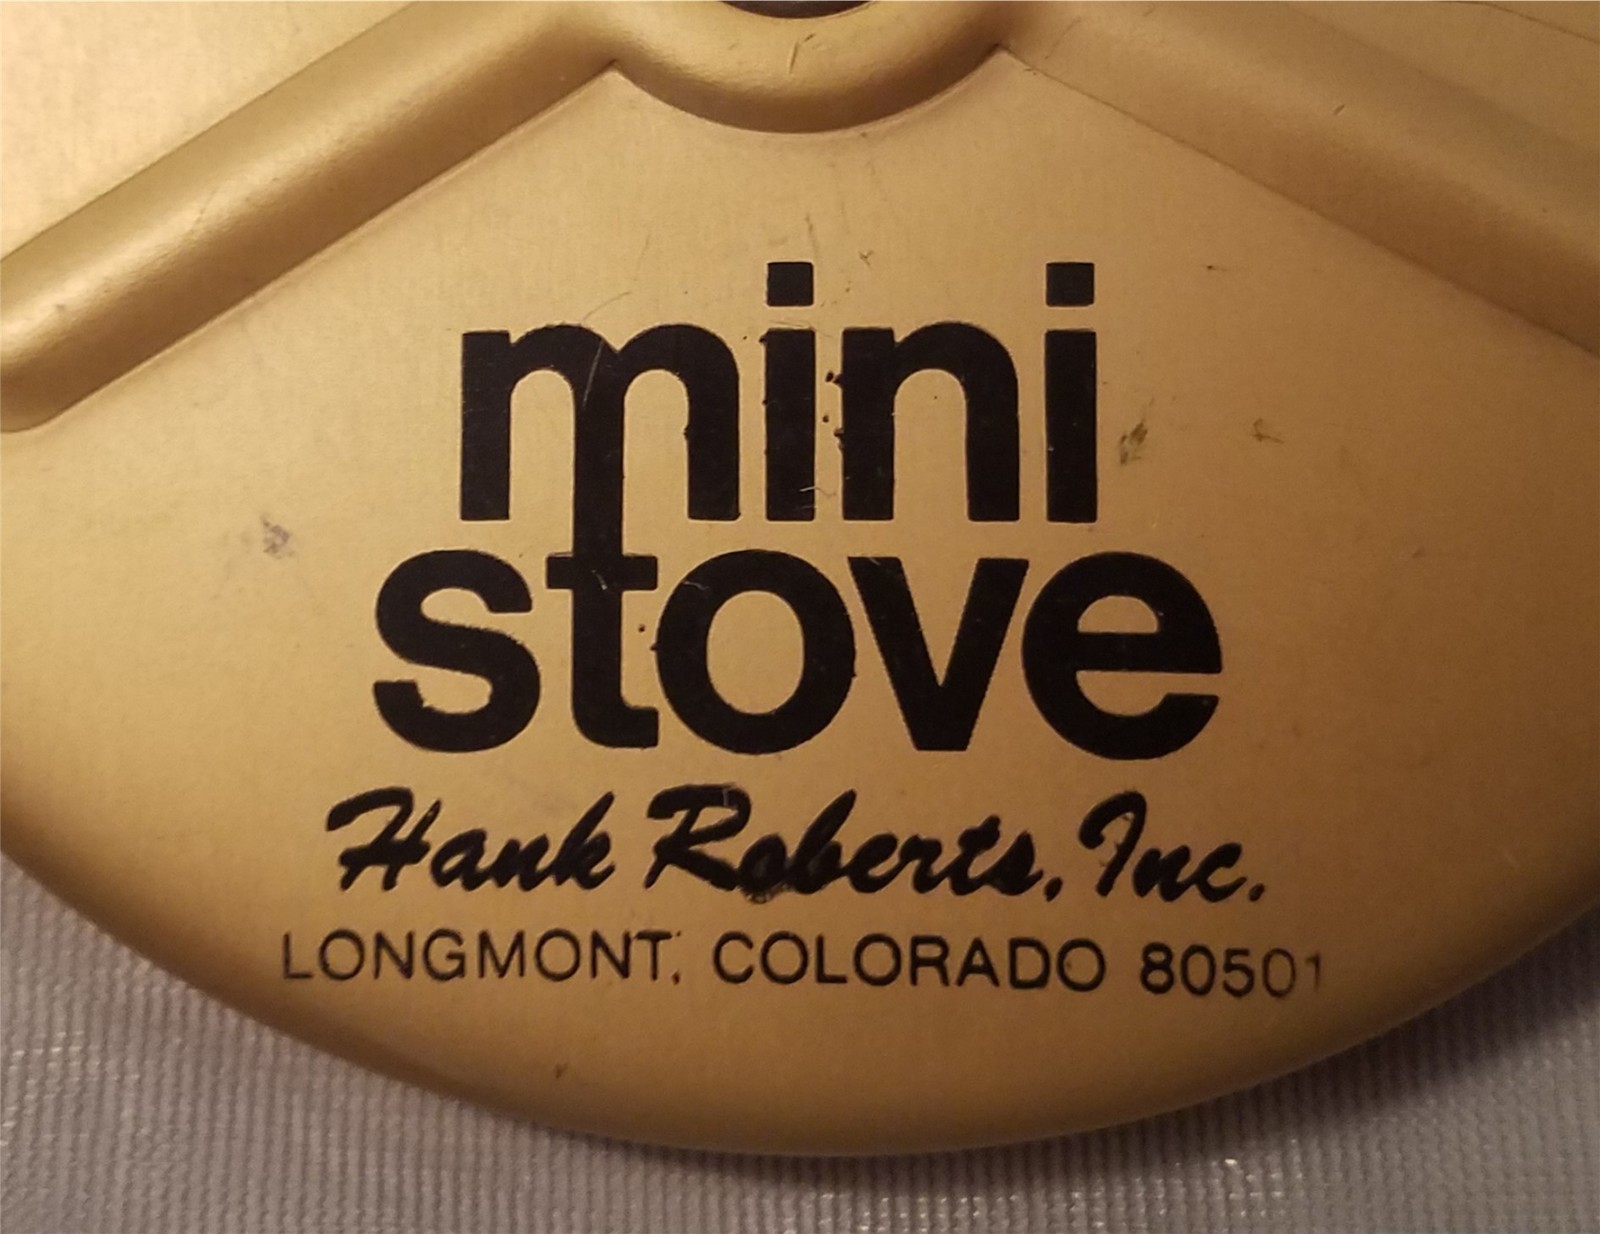 mini
stove
Hank Roberts, Inc.
LONGMONT, COLORADO 80501